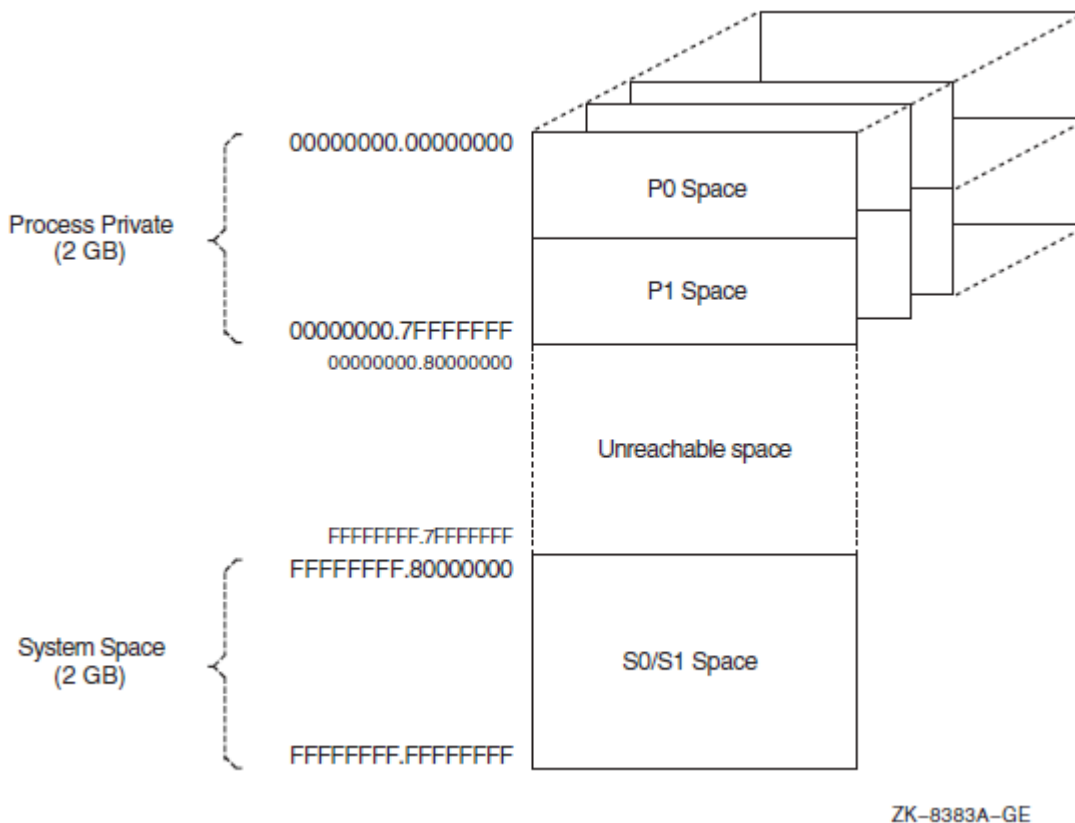 00000000.00000000
P0 Space
Process Private
(2 GB)
P1 Space
00000000.7FFFFFFF
00000000.80000000
Unreachable space
FFFFFFFF.7FFFFFFF
FFFFFFFF.80000000
System Space
(2 GB)
S0/S1 Space
FFFFFFFF.FFFFFFFF
ZK–8383A–GE